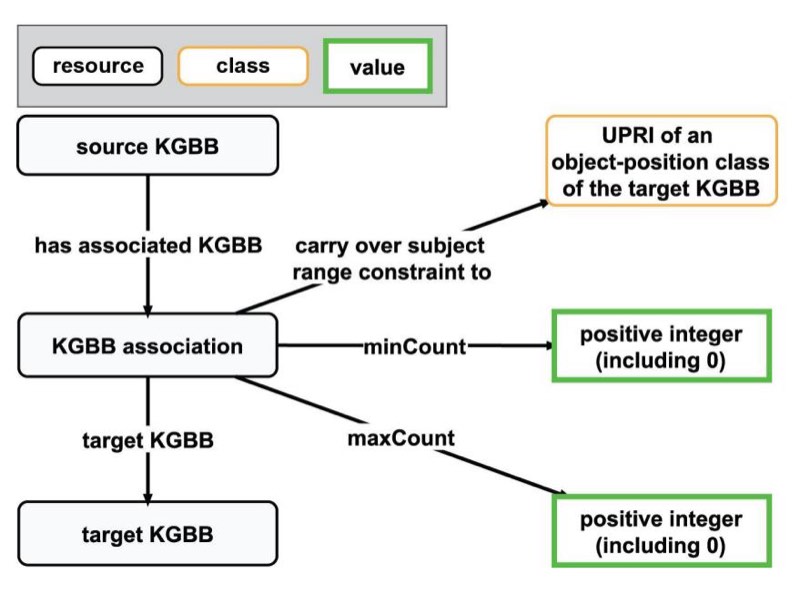 resource
class
value
source KGBB
UPRI of an
object-position class
of the target KGBB
has associated KGBB
carry over subject
range constraint to
KGBB association
minCount
positive integer
(including 0)
target KGBB
maxCount
target KGBB
positive integer
(including 0)